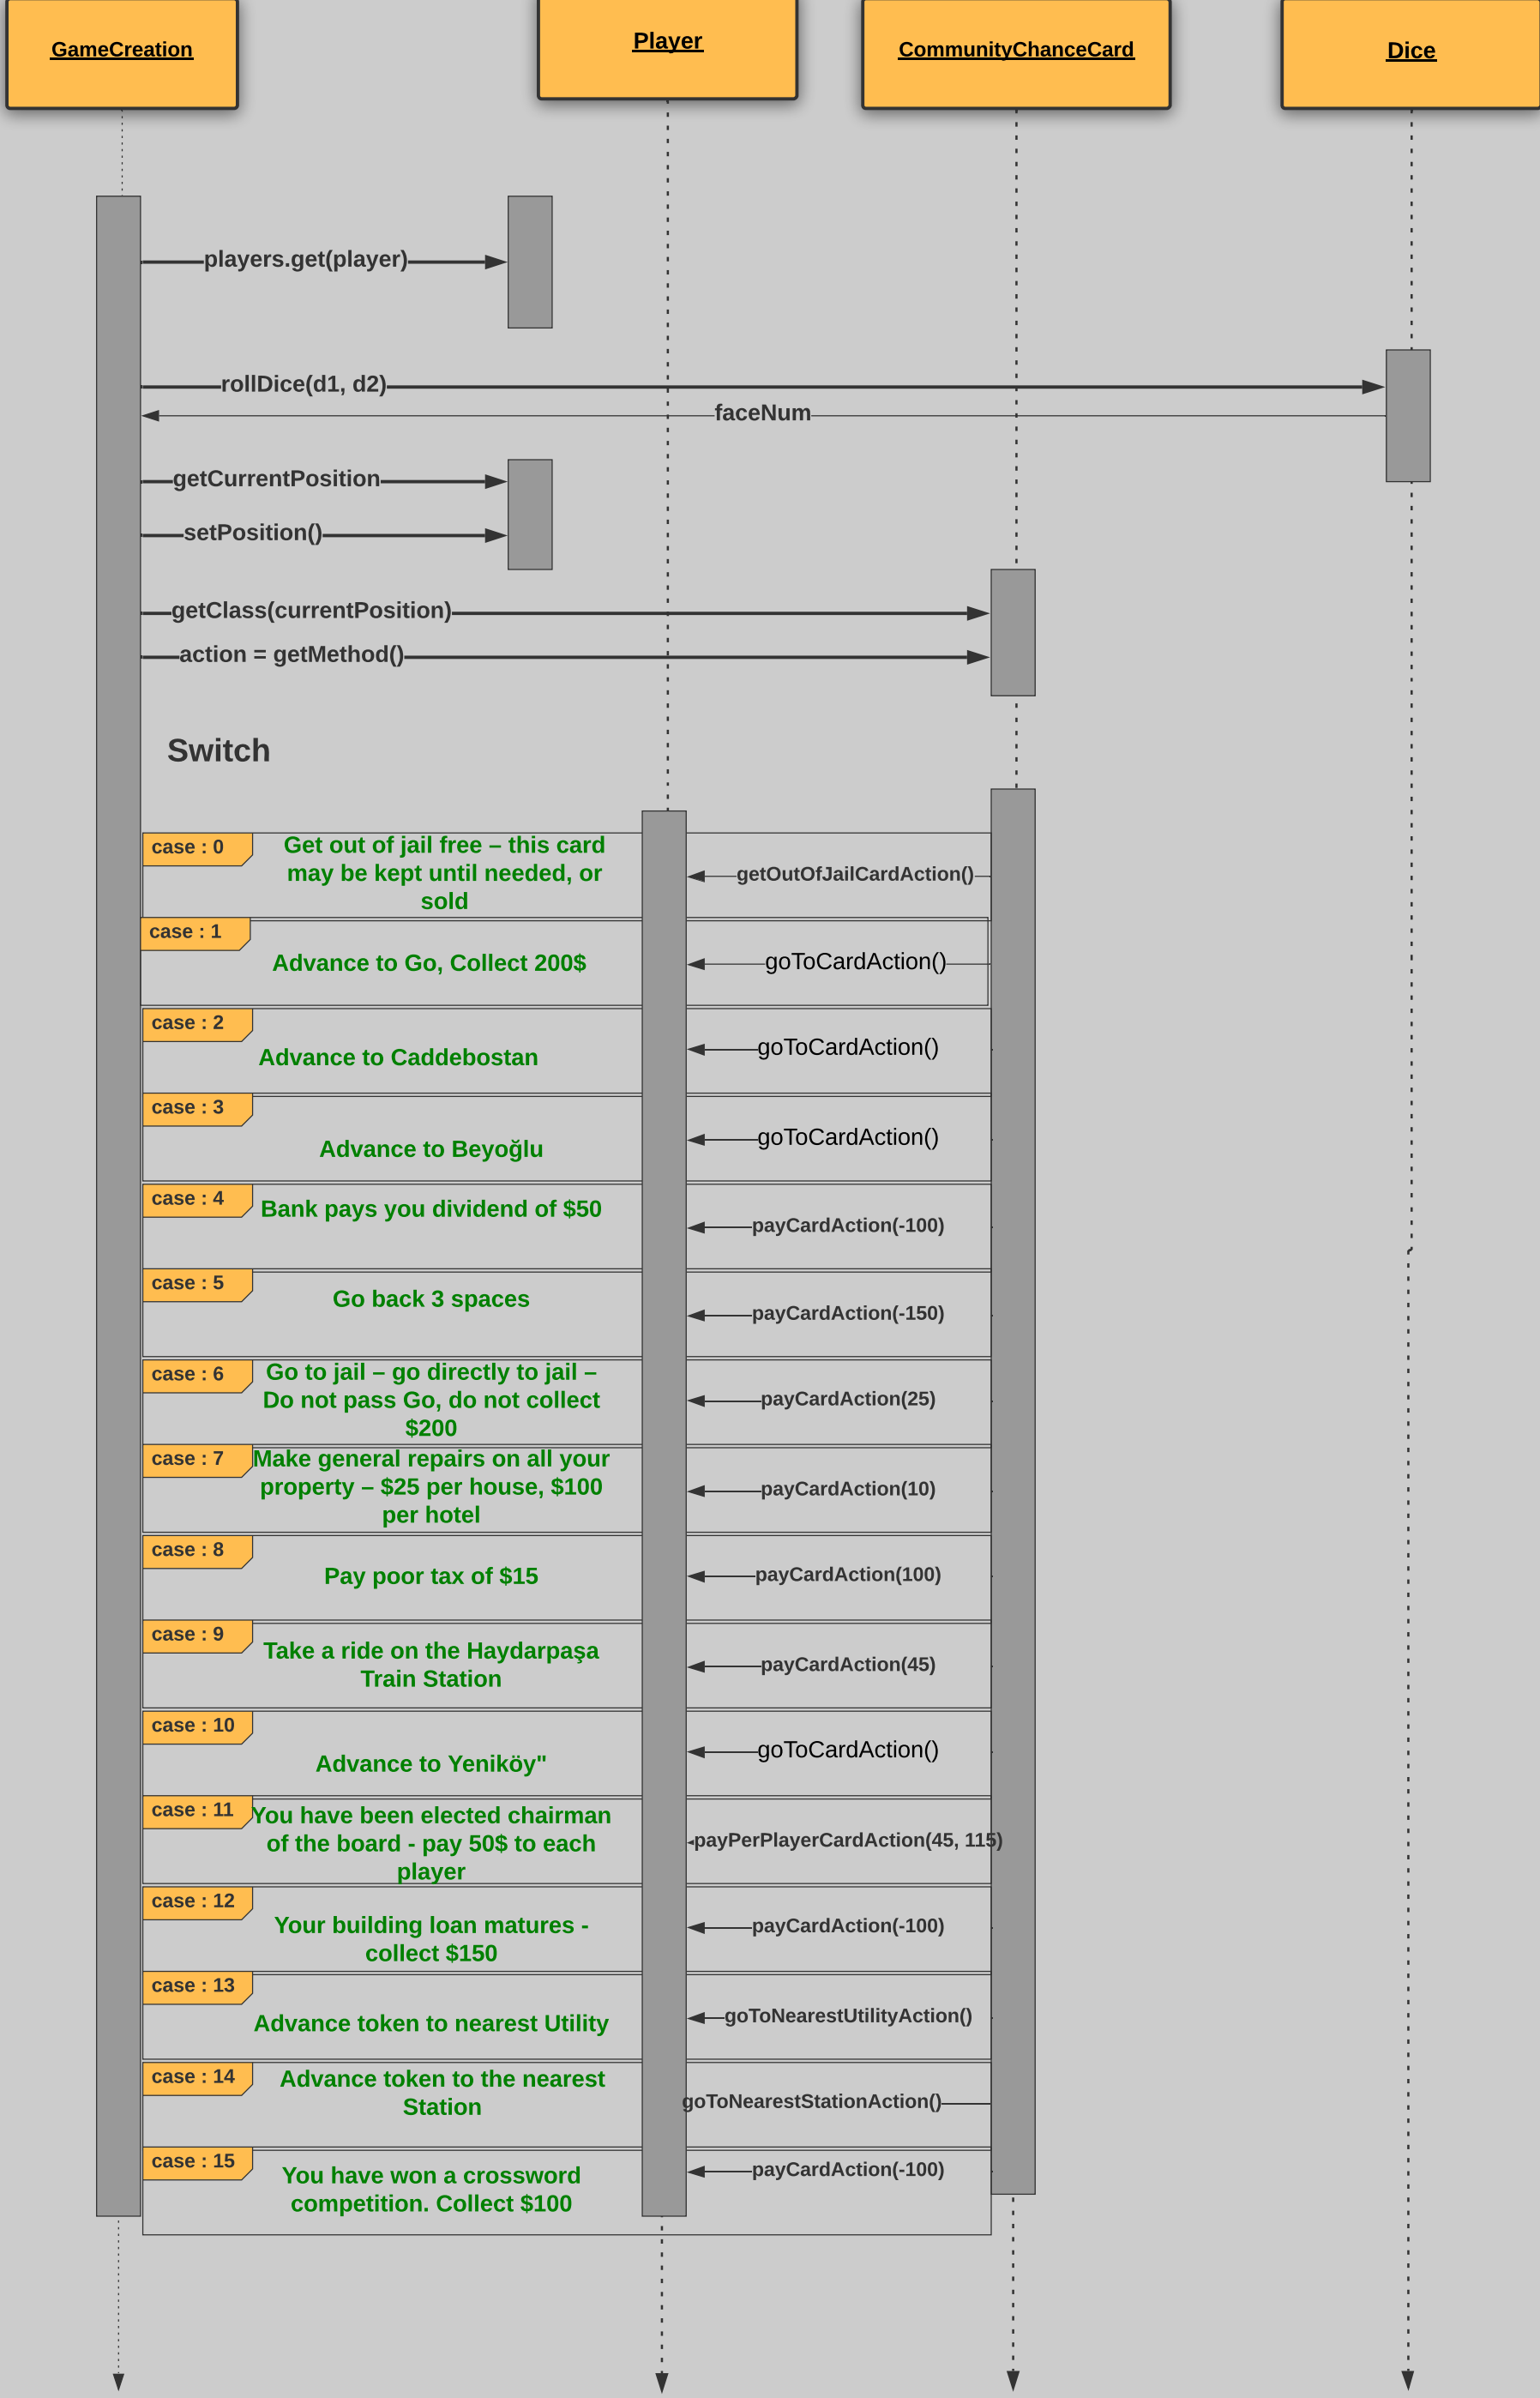 GameCreation
Player
CommunityChanceCard
Dice
players.get(player)
rollDice(d1, d2)
faceNum
getCurrentPosition
setPosition()
getClass(currentPosition)
action = getMethod()
Switch
case : 0
Get out of jail free – this card
may be kept until needed, or
sold
getOutOfJailCardAction()
case : 1
Advance to Go, Collect 200$
goToCardAction()
case : 2
Advance to Caddebostan
goToCardAction()
case : 3
Advance to Beyoğlu
goToCardAction()
case : 4
Bank pays you dividend of $50
payCardAction(-100)
case : 5
Go back 3 spaces
payCardAction(-150)
case : 6
Go to jail – go directly to jail –
Do not pass Go, do not collect
$200
payCardAction(25)
case : 7
Make general repairs on all your
property – $25 per house, $100
per hotel
payCardAction(10)
case : 8
Pay poor tax of $15
payCardAction(100)
case : 9
Take a ride on the Haydarpaşa
Train Station
payCardAction(45)
case : 10
Advance to Yeniköy"
goToCardAction()
case : 11
You have been elected chairman
of the board - pay 50$ to each
player
payPerPlayerCardAction(45, 115)
case : 12
Your building loan matures -
collect $150
payCardAction(-100)
case : 13
Advance token to nearest Utility
goToNearestUtilityAction()
case : 14
Advance token to the nearest
Station
goToNearestStationAction()
case : 15
You have won a crossword
competition. Collect $100
payCardAction(-100)